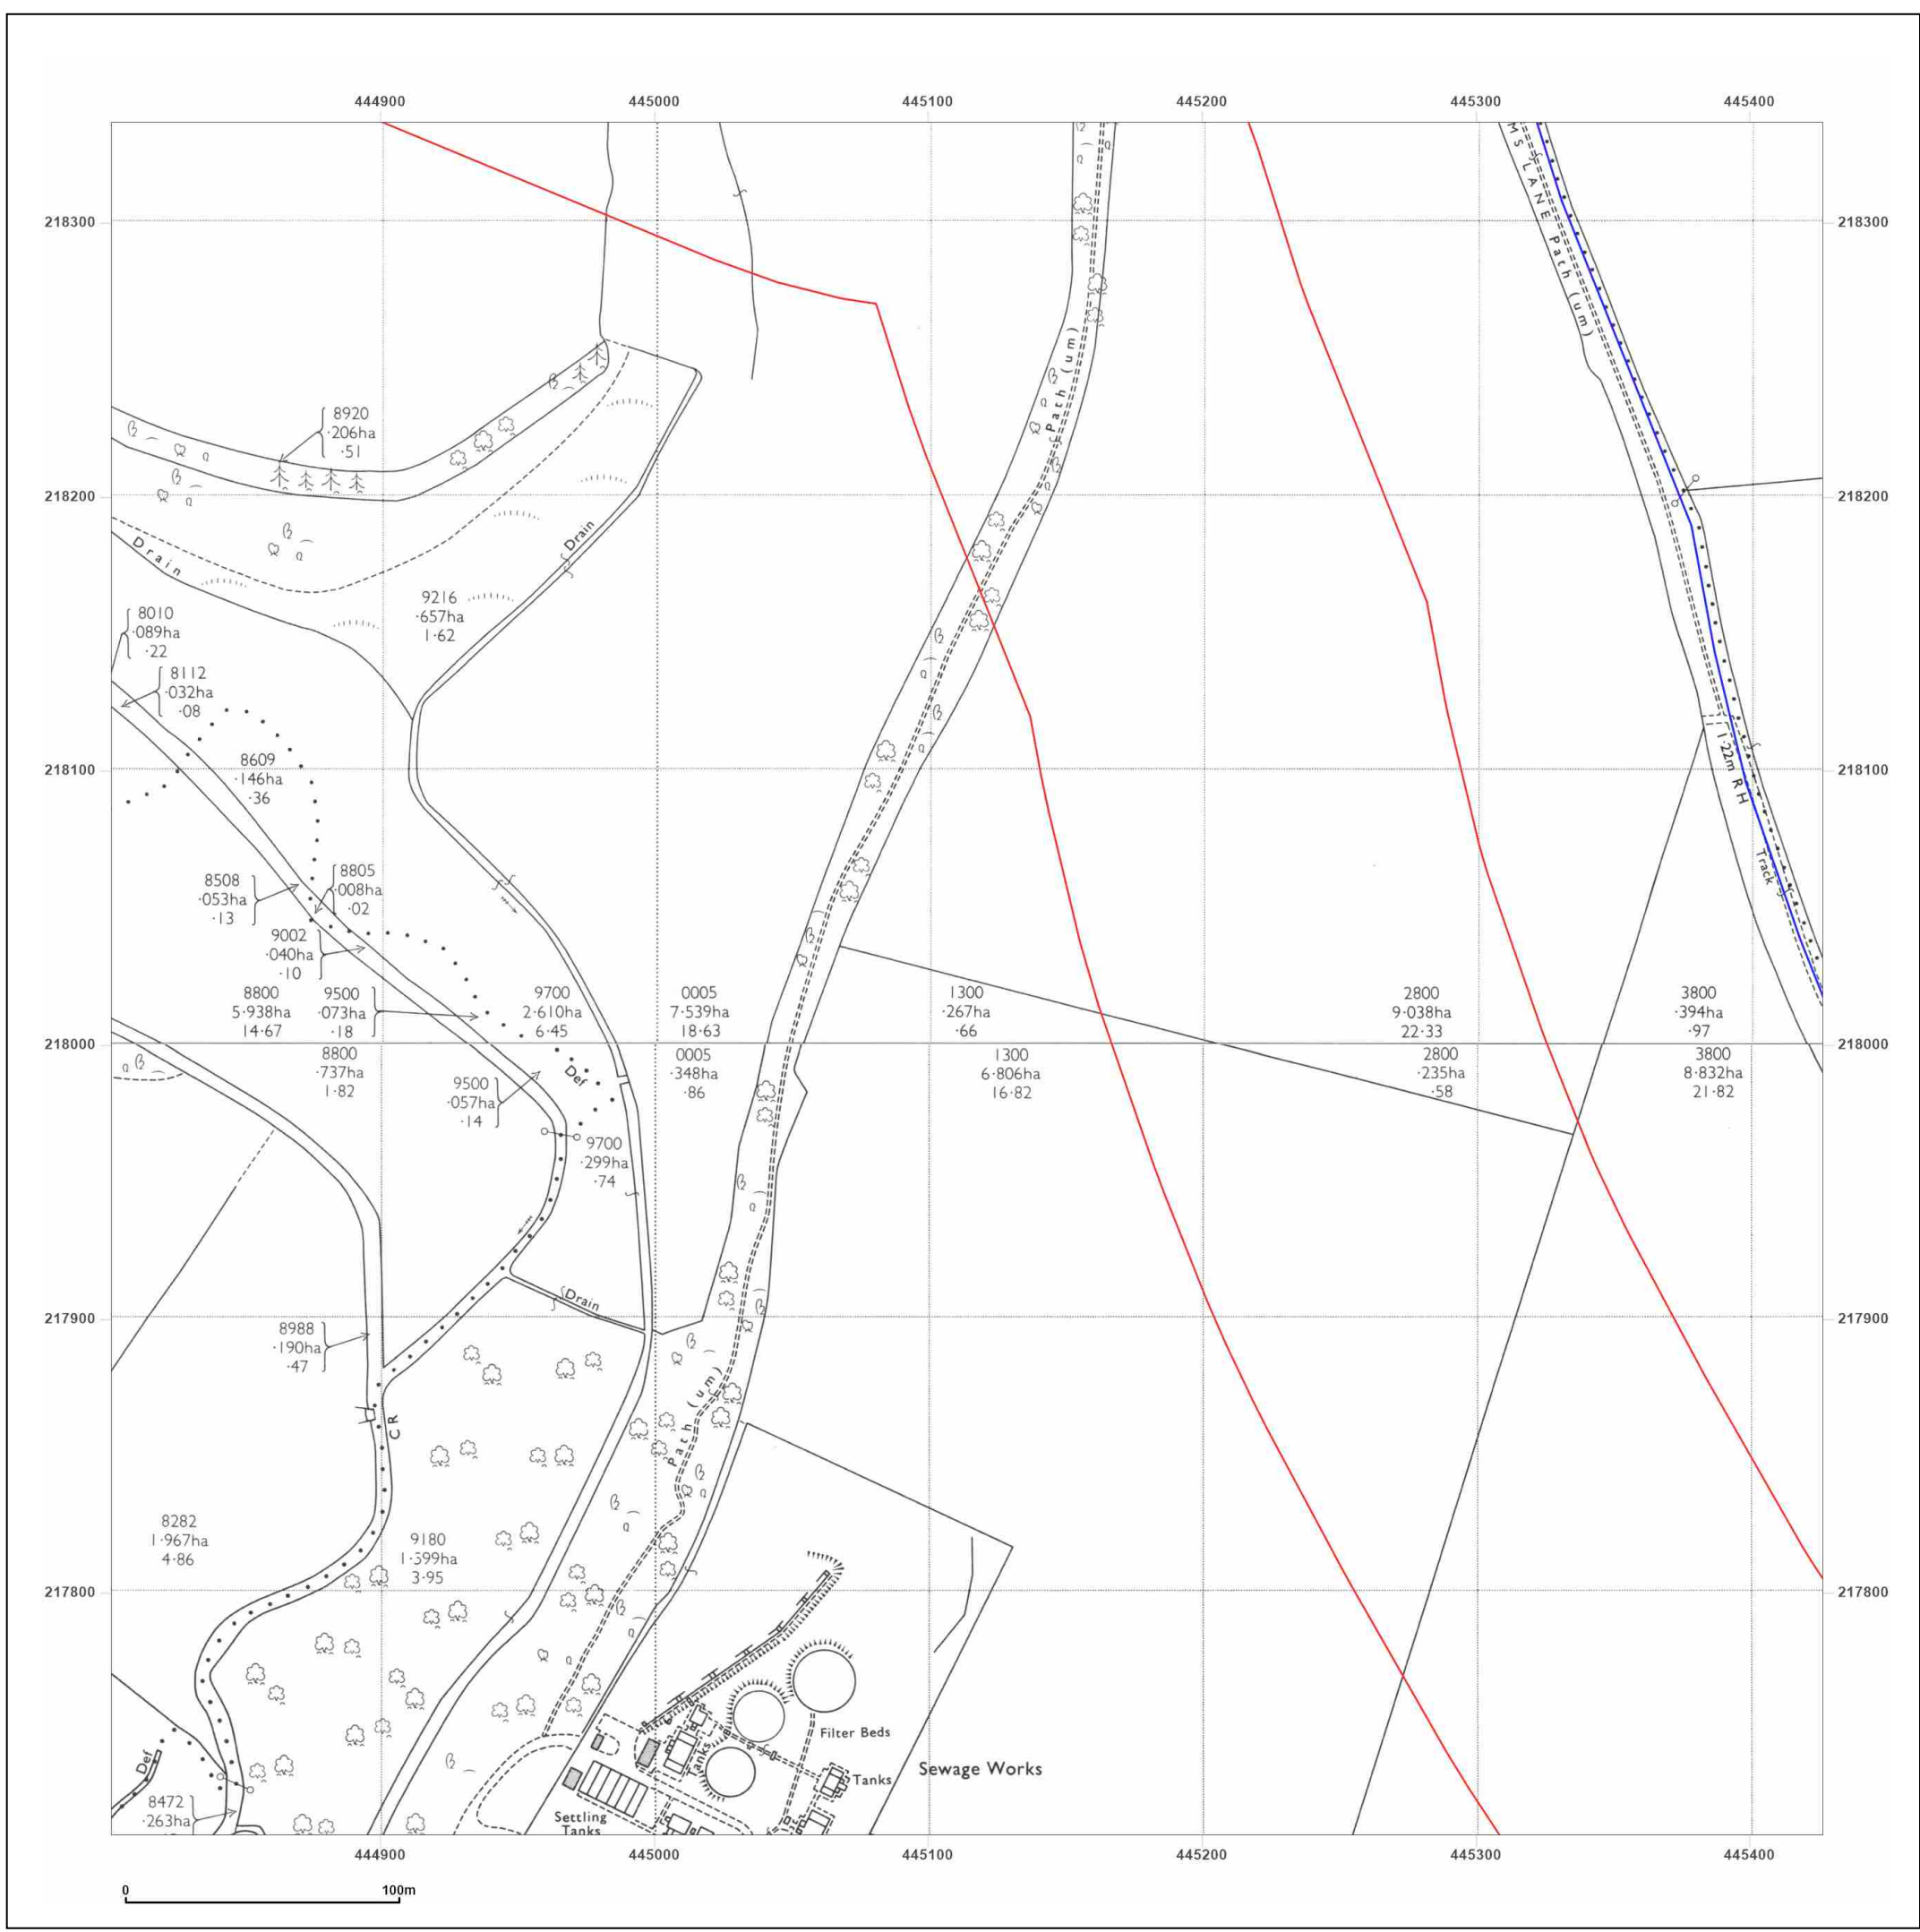 444900 445000 445100 445200 445300 445400
218300 218300
MS LANE Path (um)
Path (um)
8920
·206ha
·51
218200 218200
Drain
Drain
9216
·657ha
1·62
8010
·089ha
·22
8112
·032ha
·08
8609
·146ha
·36
218100 218100
1·22m RH
Track
8805
·008ha
·02
8508
·053ha
·13
9002
·040ha
·10
8800
5·938ha
14·67
9500
·073ha
·18
9700
2·610ha
6·45
0005
7·539ha
18·63
1300
·267ha
·66
2800
9·038ha
22·33
3800
·394ha
·97
218000 218000
8800
·737ha
1·82
Def
0005
·348ha
·86
1300
6·806ha
16·82
2800
·235ha
·58
3800
8·832ha
21·82
9500
·057ha
·14
9700
·299ha
·74
Drain
217900 217900
8988
·190ha
·47
Path (um)
CR
8282
1·967ha
4·86
9180
1·599ha
3·95
217800 217800
Filter Beds
Tanks
Tanks
Sewage Works
Def
Settling
Tanks
8472
·263ha
444900 445000 445100 445200 445300 445400
0 100m